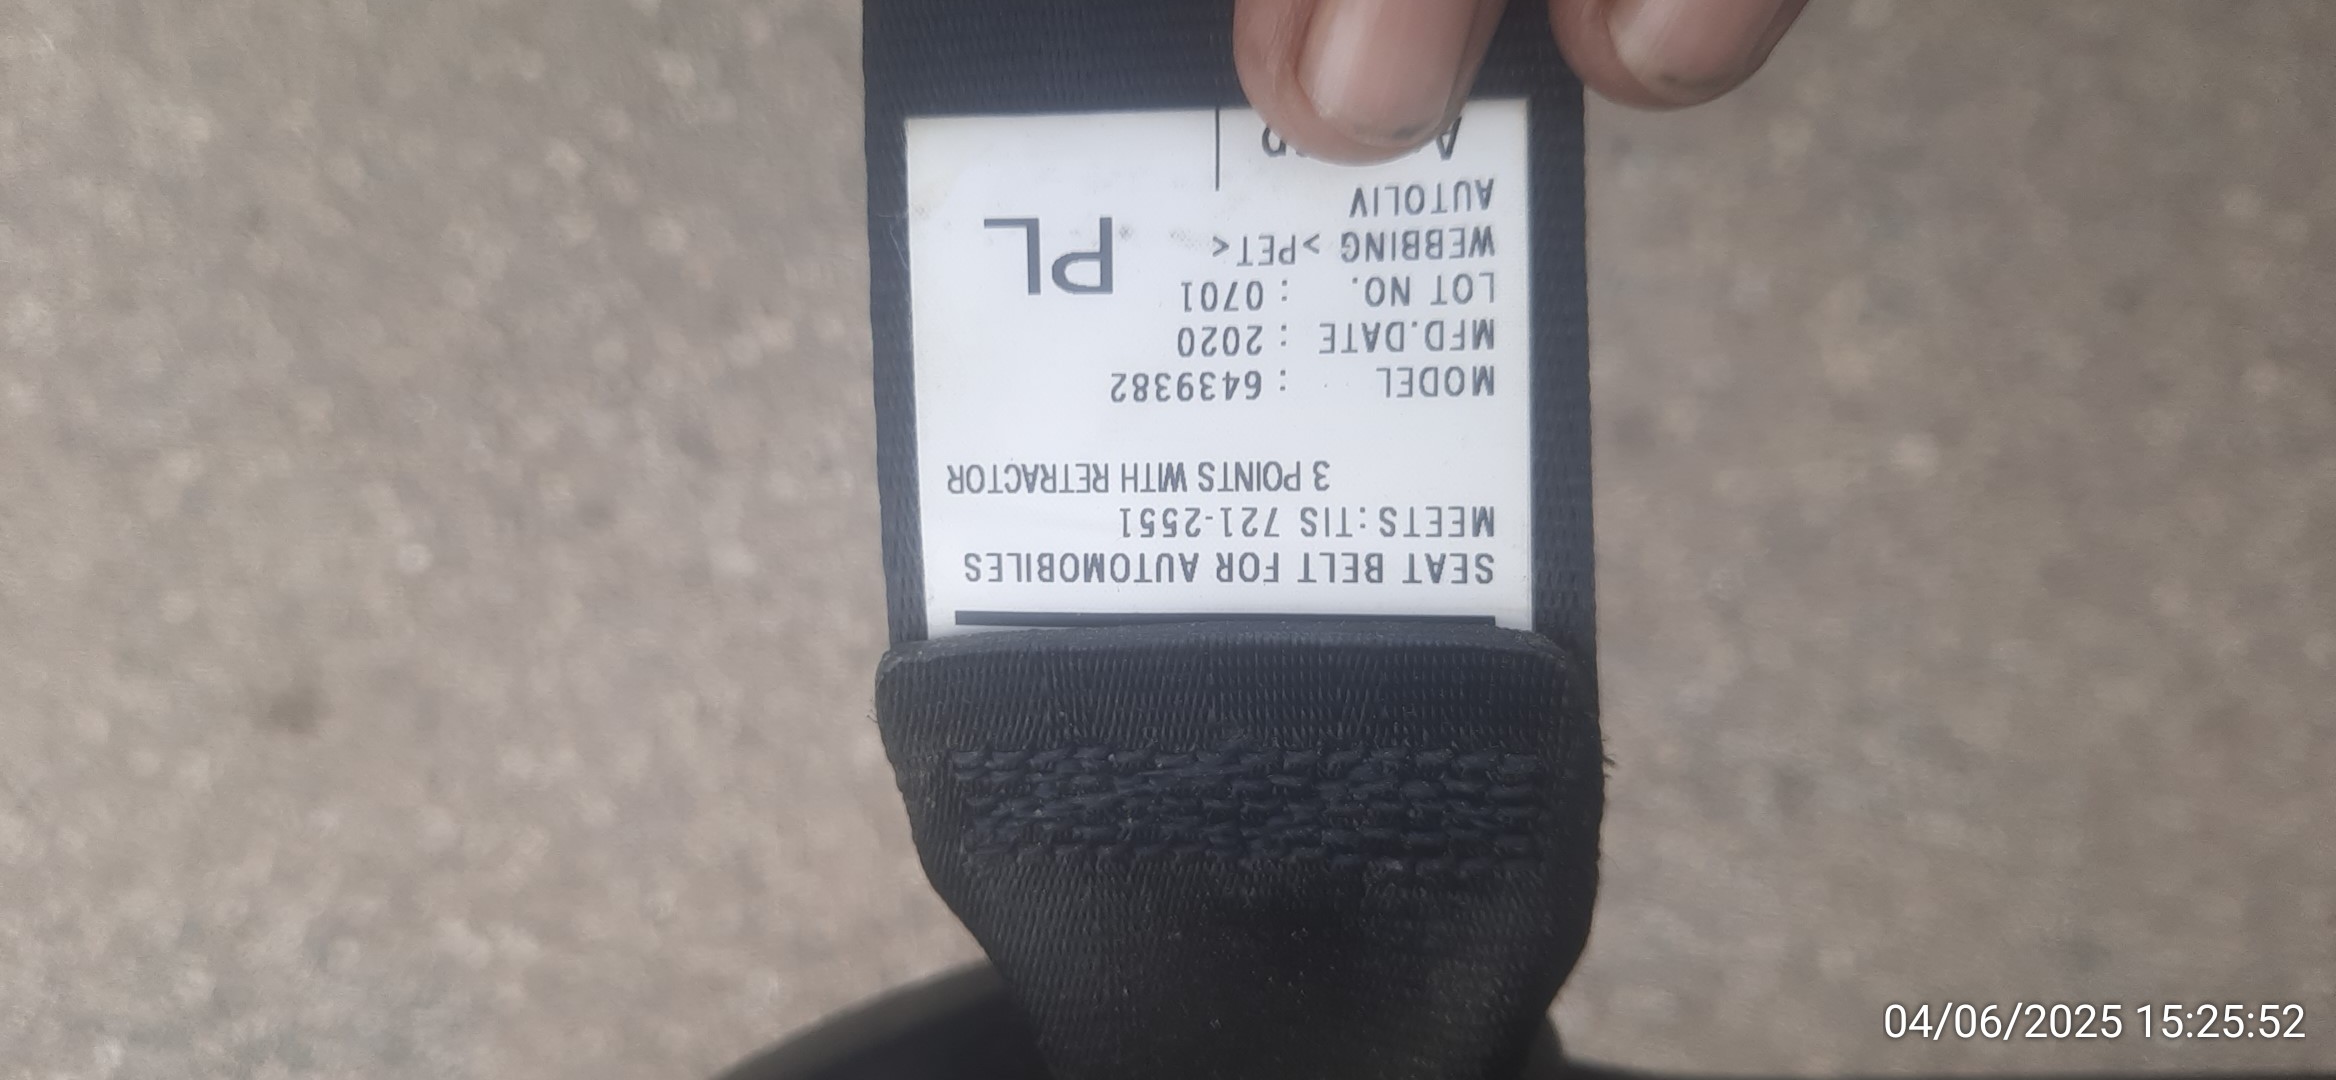 SEAT BELT FOR AUTOMOBILES
MEETS:TIS 721-2551
3 POINTS WITH RETRACTOR
MODEL : 6439382
MFD.DATE : 2020
LOT NO. : 0701
WEBBING >PET<
PL
AUTOLIV
04/06/2025 15:25:52